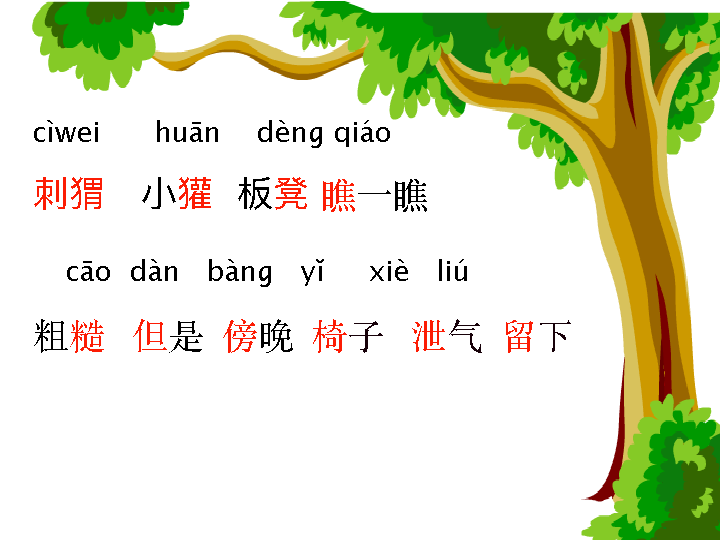 cìwei huān dèng qiáo
刺猬 小獾 板凳 瞧一瞧
cāo dàn bàng yǐ xiè liú
粗糙 但是 傍晚 椅子 泄气 留下